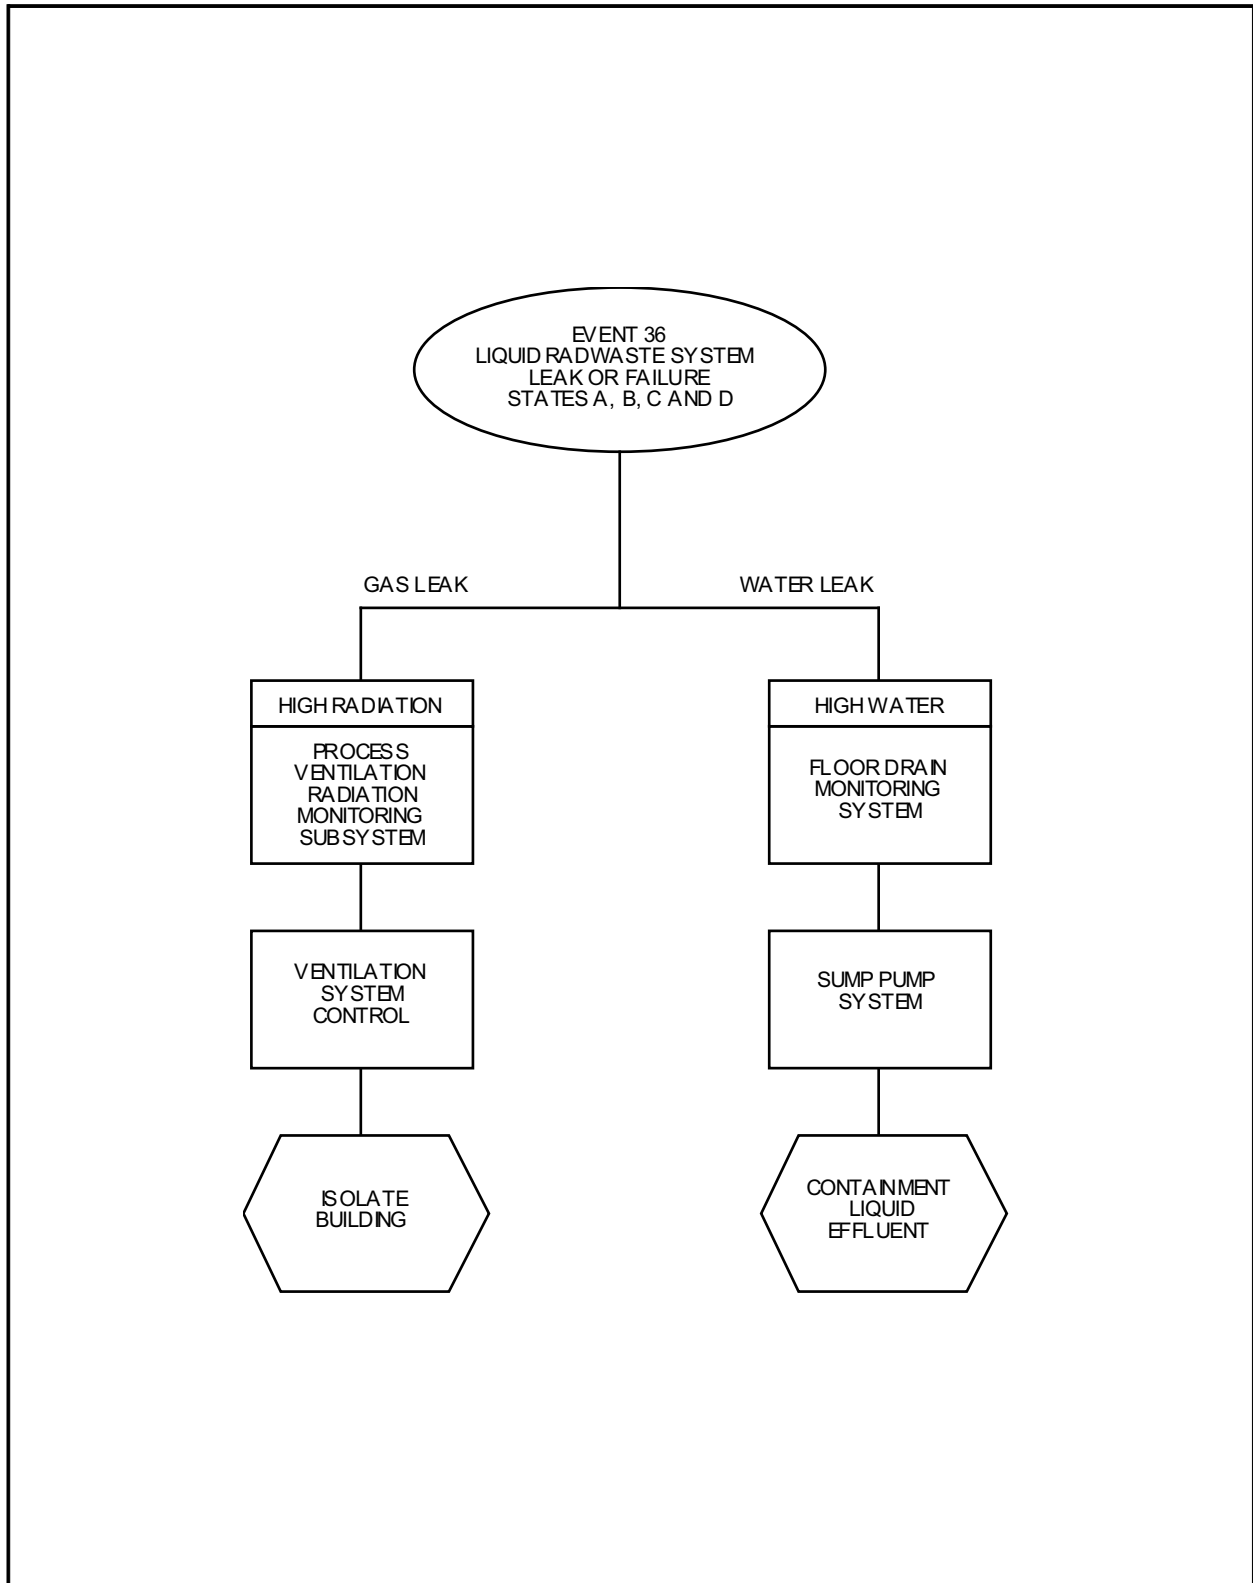 EVENT 36
LIQUID RADWASTE SYSTEM
LEAK OR FAILURE
STATES A, B, C AND D
GAS LEAK
WATER LEAK
HIGH RADIATION
PROCESS
VENTILATION
RADIATION
MONITORING
SUBSYSTEM
HIGH WATER
FLOOR DRAIN
MONITORING
SYSTEM
VENTILATION
SYSTEM
CONTROL
SUMP PUMP
SYSTEM
ISOLATE
BUILDING
CONTAINMENT
LIQUID
EFFLUENT